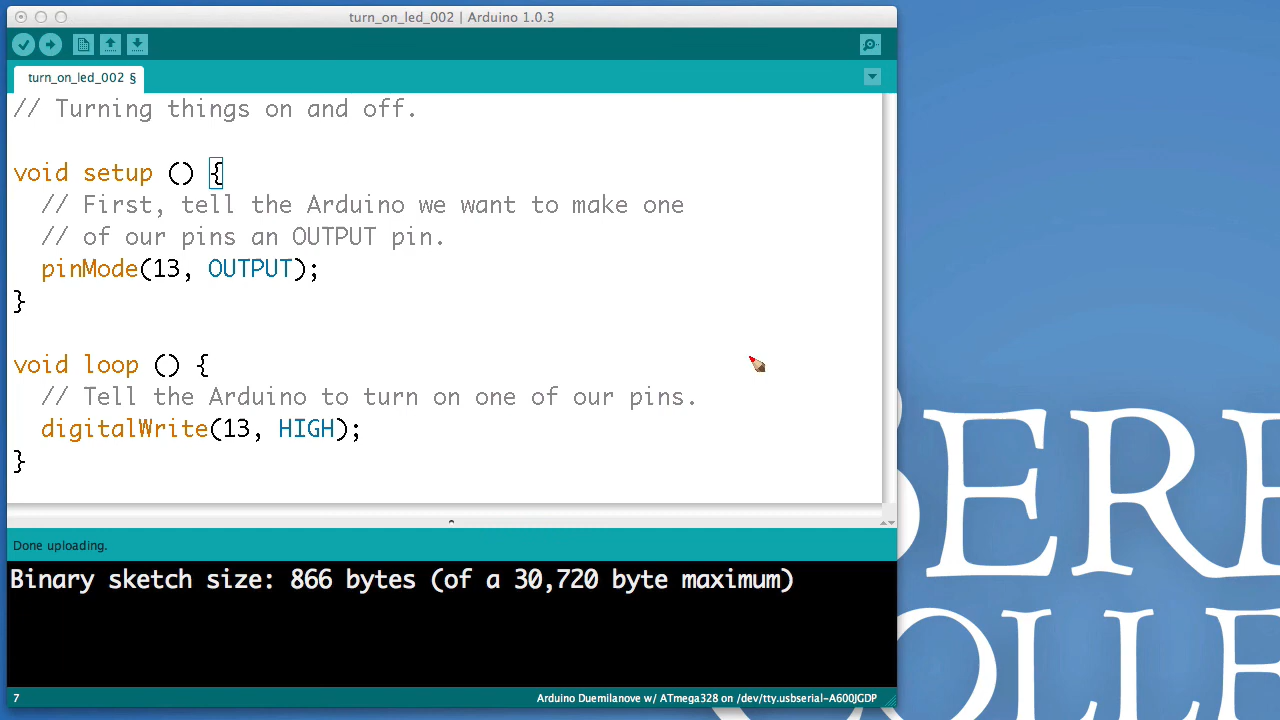 turn_on_led_002 | Arduino 1.0.3
turn_on_led_002 §
// Turning things on and off.
void setup () {
// First, tell the Arduino we want to make one
// of our pins an OUTPUT pin.
pinMode(13, OUTPUT);
}
void loop () {
// Tell the Arduino to turn on one of our pins.
digitalWrite(13, HIGH);
}
Done uploading.
Binary sketch size: 866 bytes (of a 30,720 byte maximum)
7
Arduino Duemilanove w/ ATmega328 on /dev/tty.usbserial-A600JGDP